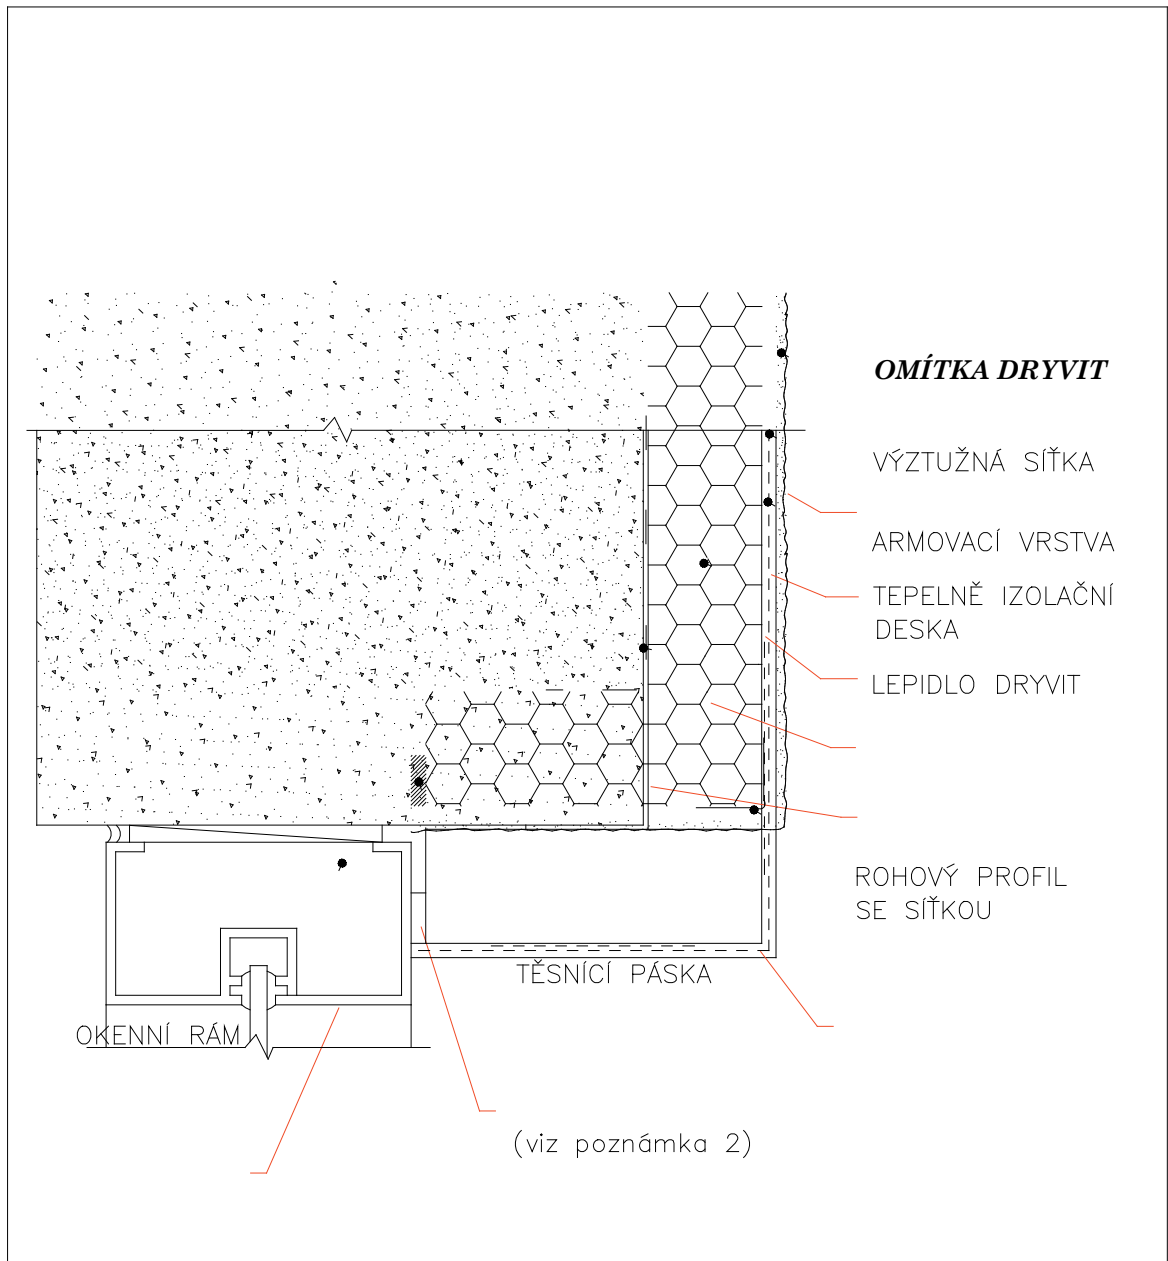 OMÍTKA DRYVIT
VÝZTUŽNÁ SÍŤKA
ARMOVACÍ VRSTVA
TEPELNĚ IZOLAČNÍ
DESKA
LEPIDLO DRYVIT
ROHOVÝ PROFIL
SE SÍŤKOU
TĚSNÍCÍ PÁSKA
OKENNÍ RÁM
(viz poznámka 2)